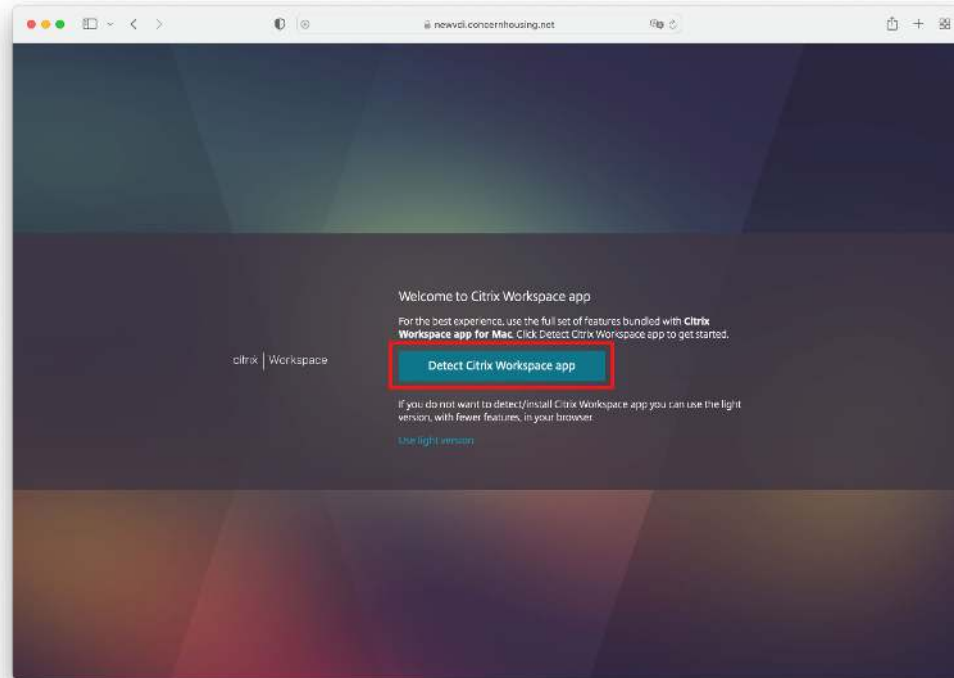 newvdi.concernhousing.net
Welcome to Citrix Workspace app
For the best experience, use the full set of features bundled with Citrix
Workspace app for Mac. Click Detect Citrix Workspace app to get started.
citrix | Workspace
Detect Citrix Workspace app
If you do not want to detect/install Citrix Workspace app you can use the light
version, with fewer features, in your browser.
Use light version